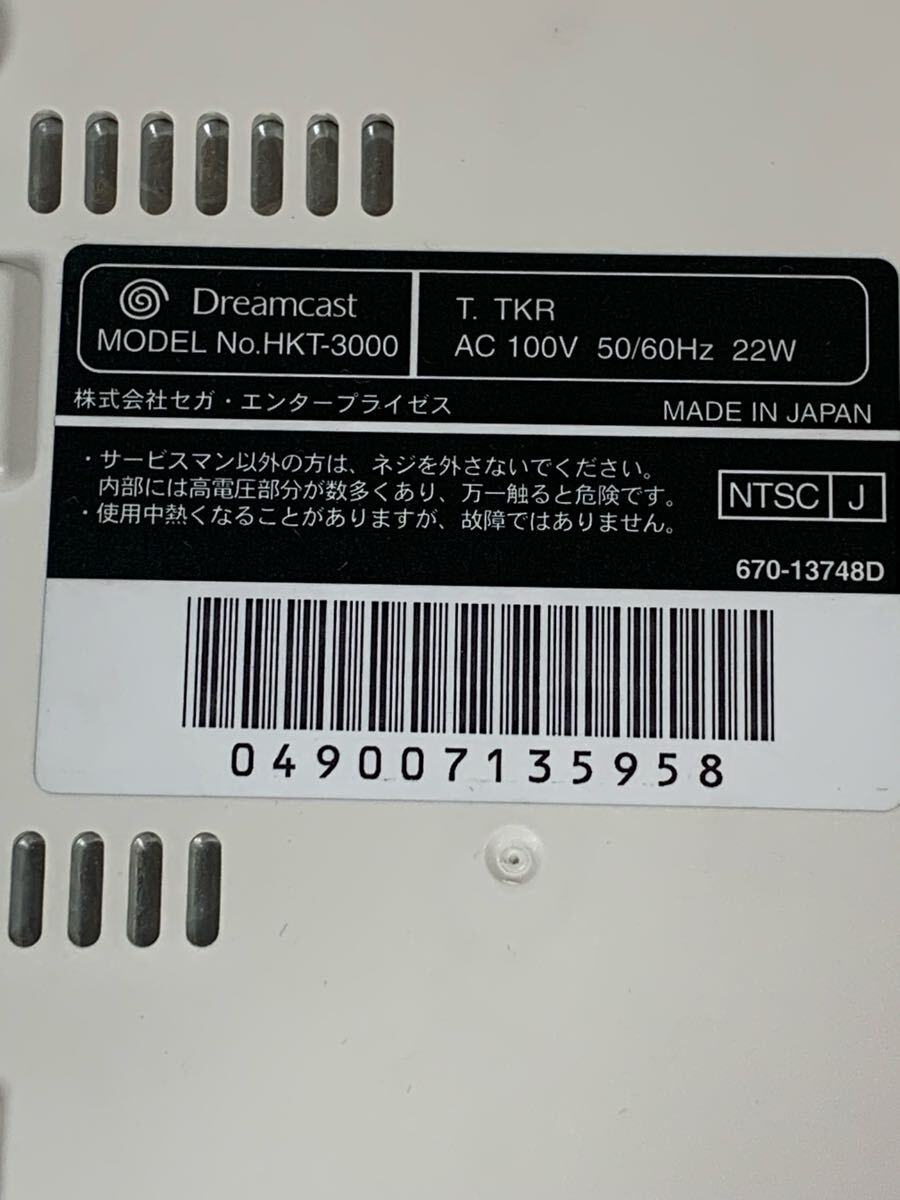 Dreamcast
MODEL No.HKT-3000
T. TKR
AC 100V 50/60Hz 22W
株式会社セガ・エンタープライゼス
MADE IN JAPAN
・サービスマン以外の方は、ネジを外さないでください。
内部には高電圧部分が数多くあり、万一触ると危険です。
・使用中熱くなることがありますが、故障ではありません。
NTSC J
670-13748D
049007135958